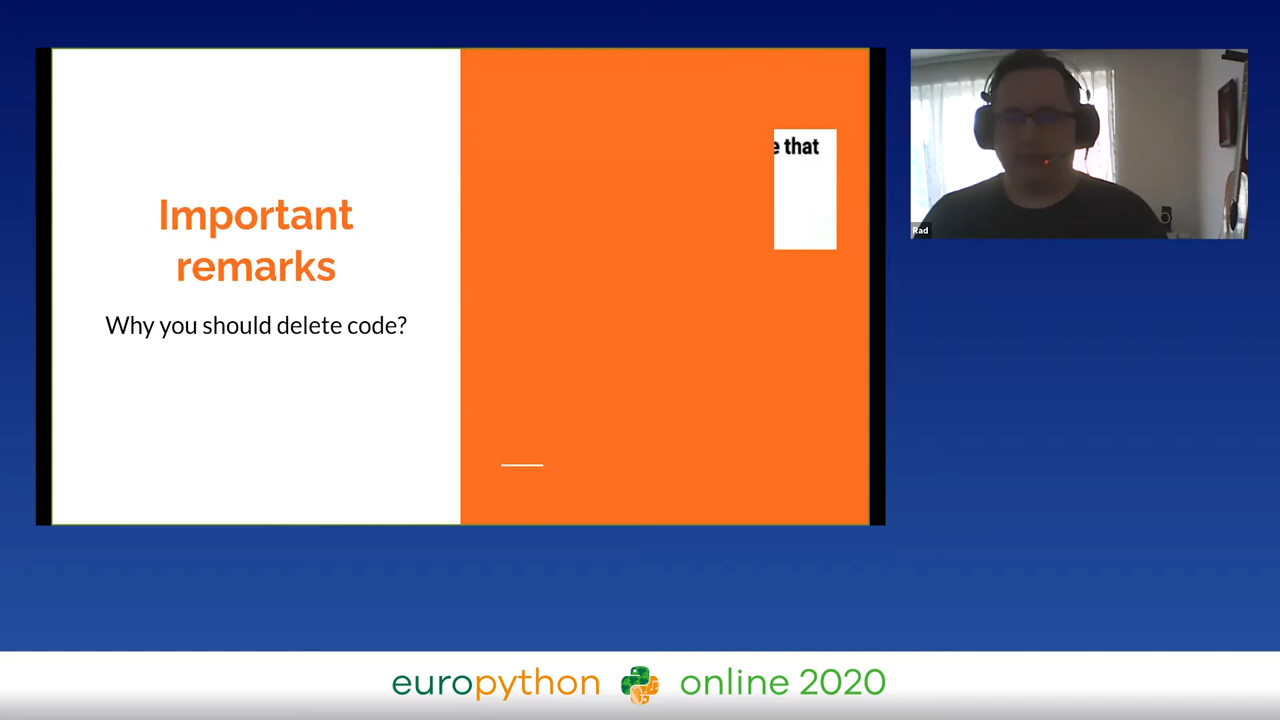 Important
remarks
Why you should delete code?
e that
Rad
europython online 2020